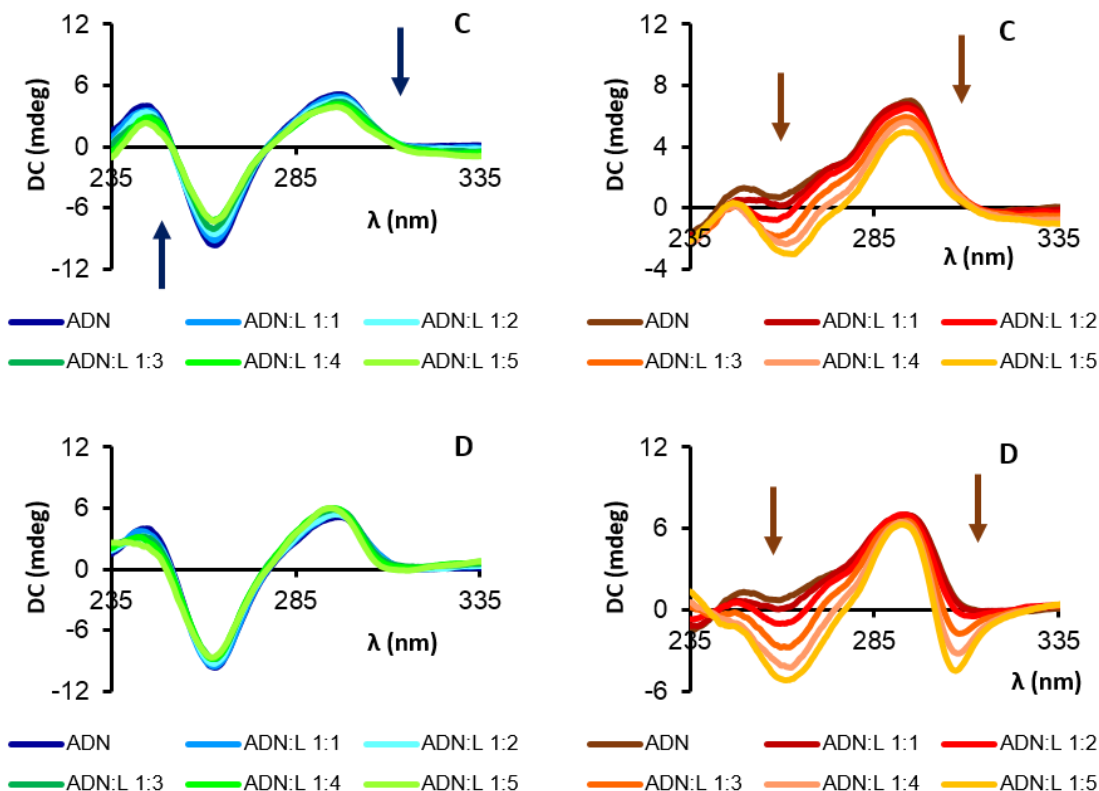 C
12
6
0
-6
-12
DC (mdeg)
235 285 335
λ (nm)
ADN ADN:L 1:1 ADN:L 1:2
ADN:L 1:3 ADN:L 1:4 ADN:L 1:5
C
12
8
4
0
-4
DC (mdeg)
235 285 335
λ (nm)
ADN ADN:L 1:1 ADN:L 1:2
ADN:L 1:3 ADN:L 1:4 ADN:L 1:5
D
12
6
0
-6
-12
DC (mdeg)
235 285 335
λ (nm)
ADN ADN:L 1:1 ADN:L 1:2
ADN:L 1:3 ADN:L 1:4 ADN:L 1:5
D
12
6
0
-6
DC (mdeg)
235 285 335
λ (nm)
ADN ADN:L 1:1 ADN:L 1:2
ADN:L 1:3 ADN:L 1:4 ADN:L 1:5